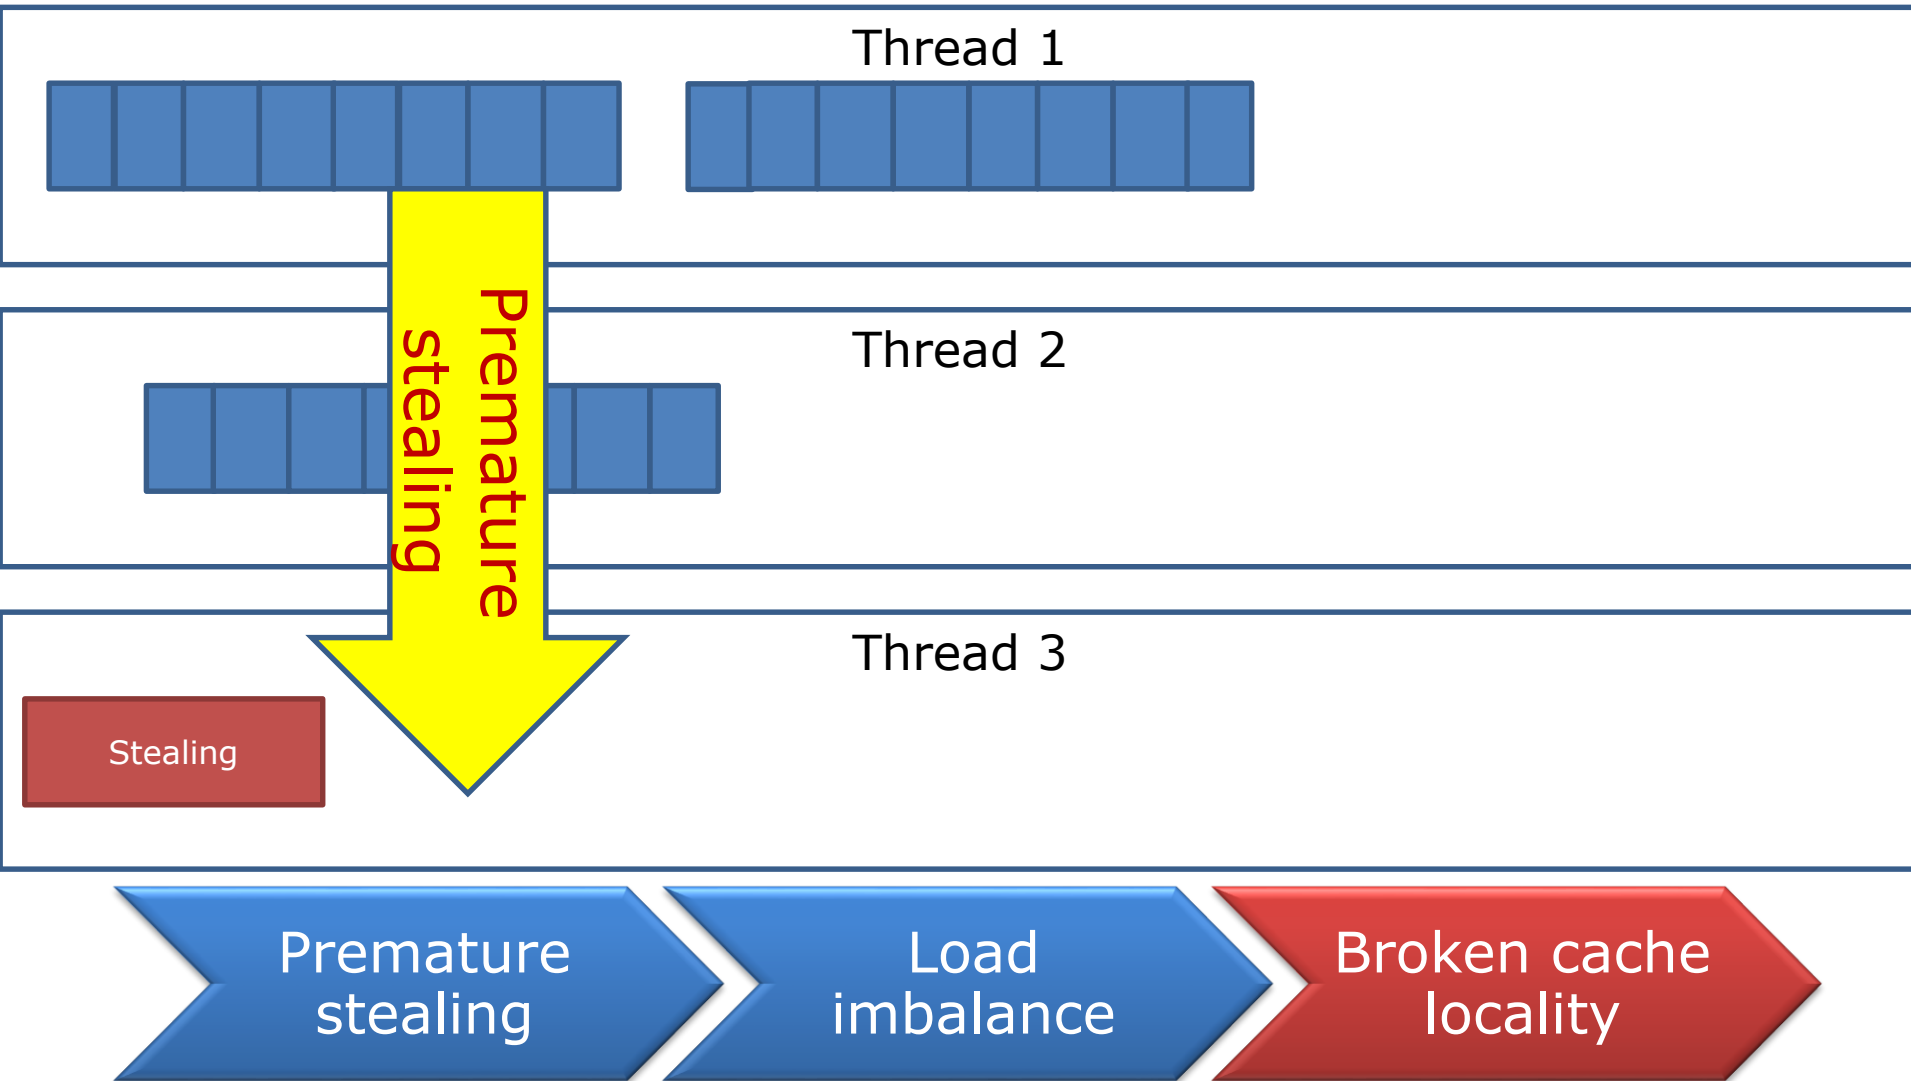 Thread 1
Premature
stealing
Thread 2
Thread 3
Stealing
Premature
stealing
Load
imbalance
Broken cache
locality